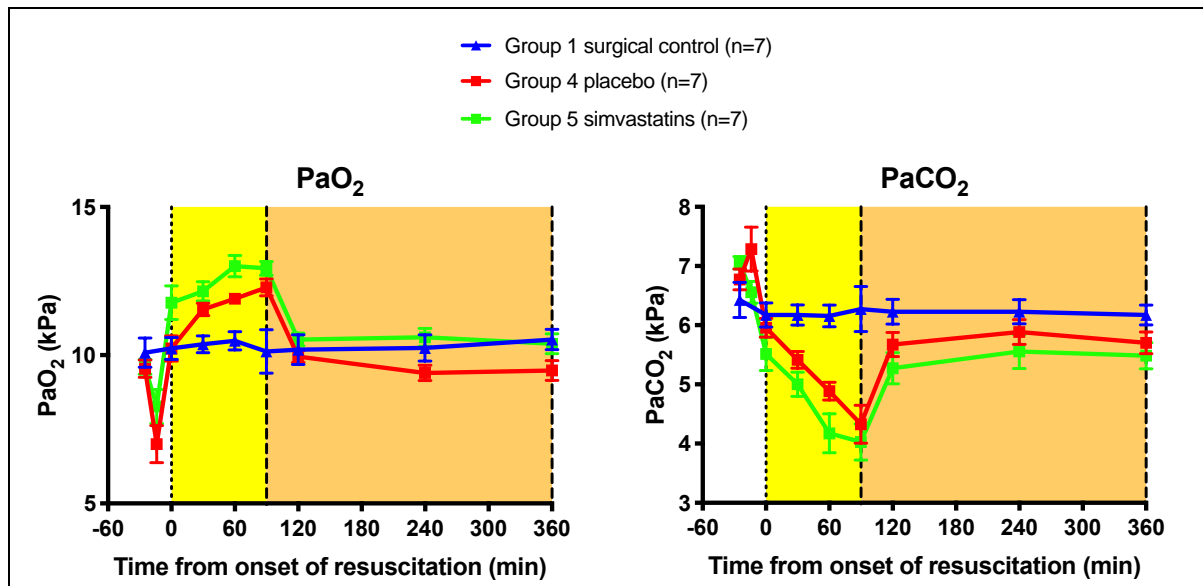 Group 1 surgical control (n=7)
Group 4 placebo (n=7)
Group 5 simvastatins (n=7)
PaO2
PaO2 (kPa)
15
10
5
-60 0 60 120 240 300 360
Time from onset of resuscitation (min)
PaCO2
PaCO2 (kPa)
8
7
6
5
4
3
-60 0 60 120 180 240 300 360
Time from onset of resuscitation (min)